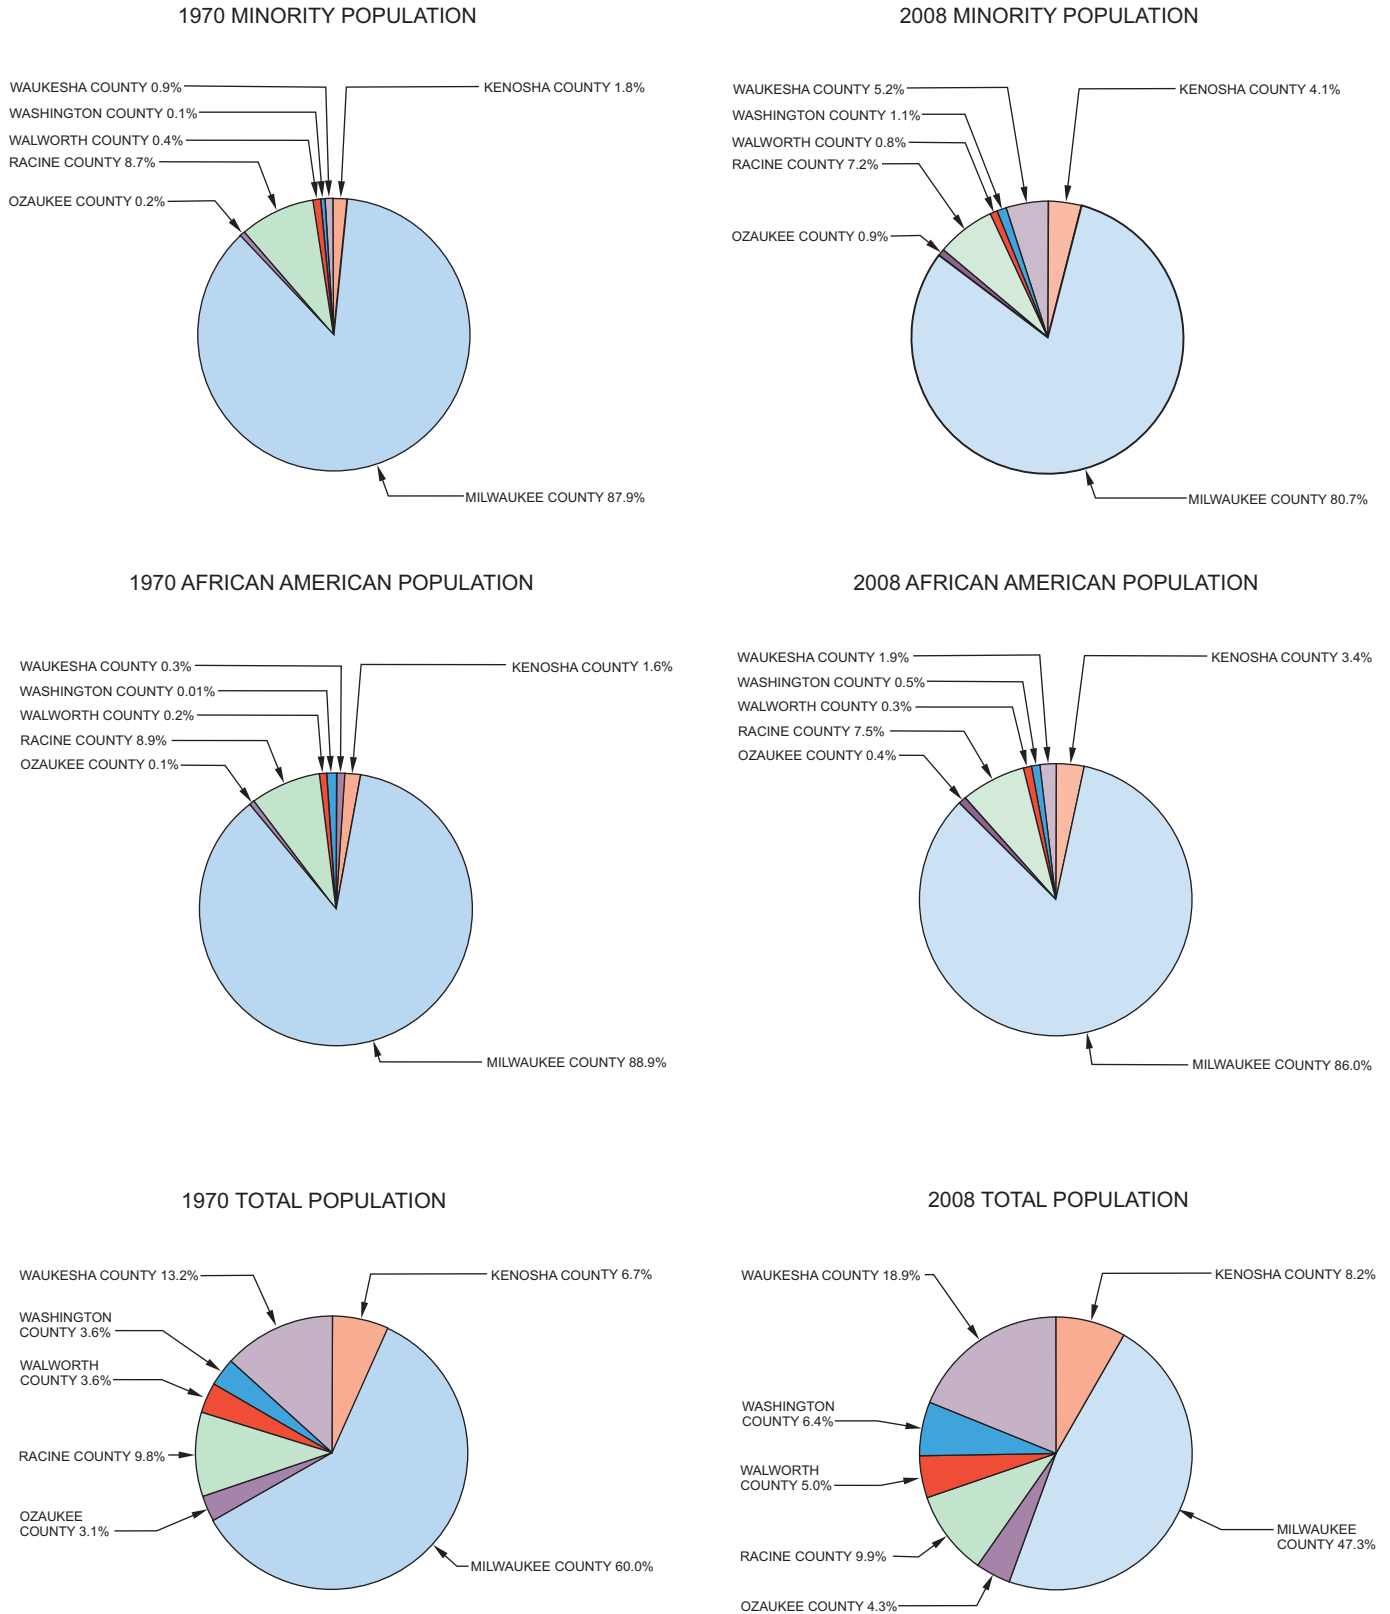 1970 MINORITY POPULATION
WAUKESHA COUNTY 0.9%
KENOSHA COUNTY 1.8%
WASHINGTON COUNTY 0.1%
WALWORTH COUNTY 0.4%
RACINE COUNTY 8.7%
OZAUKEE COUNTY 0.2%
MILWAUKEE COUNTY 87.9%
2008 MINORITY POPULATION
WAUKESHA COUNTY 5.2%
KENOSHA COUNTY 4.1%
WASHINGTON COUNTY 1.1%
WALWORTH COUNTY 0.8%
RACINE COUNTY 7.2%
OZAUKEE COUNTY 0.9%
MILWAUKEE COUNTY 80.7%
1970 AFRICAN AMERICAN POPULATION
WAUKESHA COUNTY 0.3%
KENOSHA COUNTY 1.6%
WASHINGTON COUNTY 0.01%
WALWORTH COUNTY 0.2%
RACINE COUNTY 8.9%
OZAUKEE COUNTY 0.1%
MILWAUKEE COUNTY 88.9%
2008 AFRICAN AMERICAN POPULATION
WAUKESHA COUNTY 1.9%
KENOSHA COUNTY 3.4%
WASHINGTON COUNTY 0.5%
WALWORTH COUNTY 0.3%
RACINE COUNTY 7.5%
OZAUKEE COUNTY 0.4%
MILWAUKEE COUNTY 86.0%
1970 TOTAL POPULATION
WAUKESHA COUNTY 13.2%
KENOSHA COUNTY 6.7%
WASHINGTON
COUNTY 3.6%
WALWORTH
COUNTY 3.6%
RACINE COUNTY 9.8%
OZAUKEE
COUNTY 3.1%
MILWAUKEE COUNTY 60.0%
2008 TOTAL POPULATION
WAUKESHA COUNTY 18.9%
KENOSHA COUNTY 8.2%
WASHINGTON
COUNTY 6.4%
WALWORTH
COUNTY 5.0%
MILWAUKEE
COUNTY 47.3%
RACINE COUNTY 9.9%
OZAUKEE COUNTY 4.3%